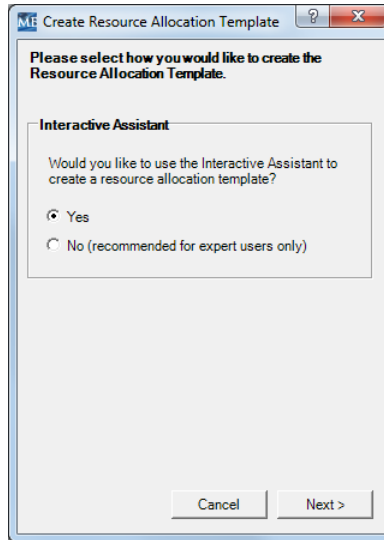 ME Create Resource Allocation Template ? X
Please select how you would like to create the
Resource Allocation Template.
Interactive Assistant
Would you like to use the Interactive Assistant to
create a resource allocation template?
Yes
No (recommended for expert users only)
Cancel Next >